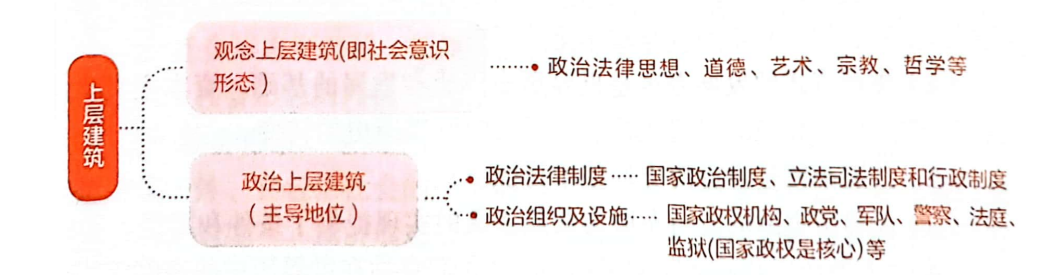 上层建筑
观念上层建筑(即社会意识
形态)
政治法律思想、道德、艺术、宗教、哲学等
政治上层建筑
(主导地位)
政治法律制度····· 国家政治制度、立法司法制度和行政制度
政治组织及设施····· 国家政权机构、政党、军队、警察、法庭、
监狱(国家政权是核心)等